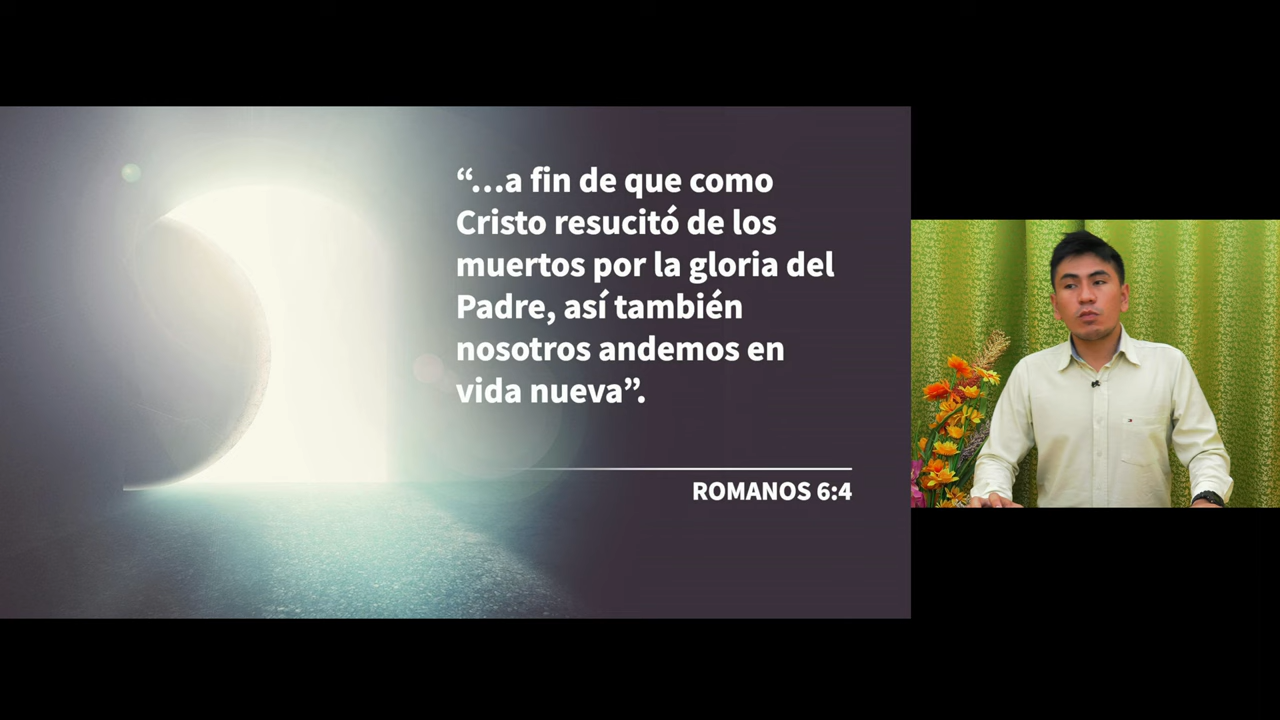 “...a fin de que como
Cristo resucitó de los
muertos por la gloria del
Padre, así también
nosotros andemos en
vida nueva”.
ROMANOS 6:4